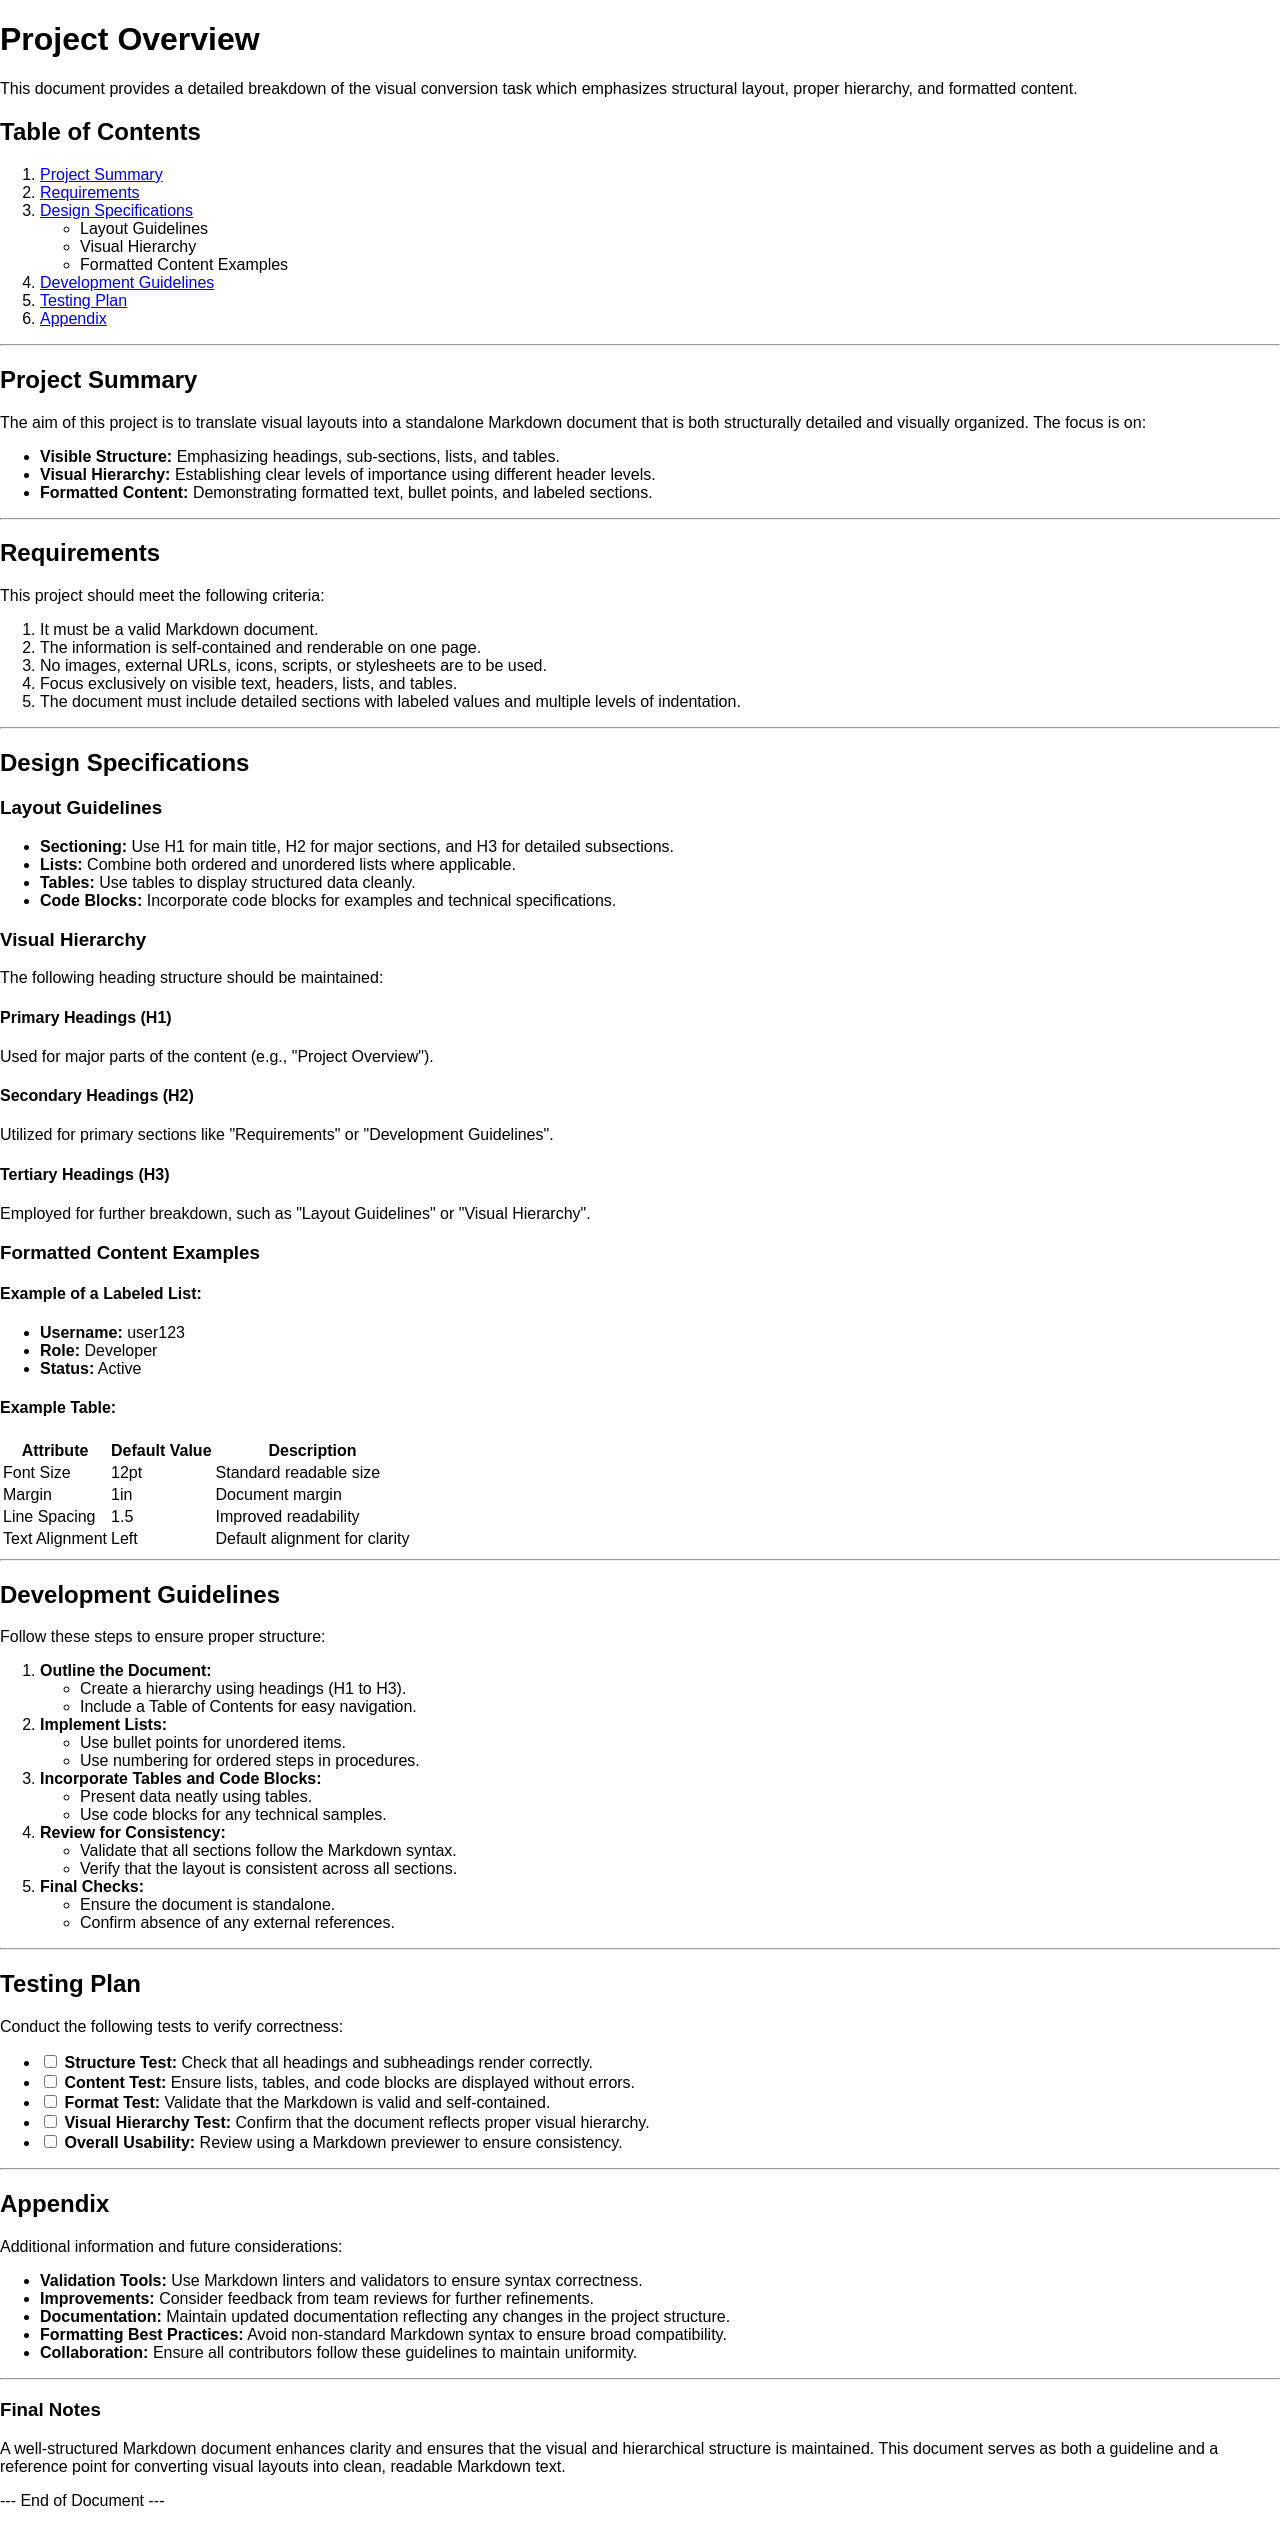 Project Overview
This document provides a detailed breakdown of the visual conversion task which emphasizes structural layout, proper hierarchy, and formatted content.
Table of Contents
1. Project Summary
2. Requirements
3. Design Specifications
◦ Layout Guidelines
◦ Visual Hierarchy
◦ Formatted Content Examples
4. Development Guidelines
5. Testing Plan
6. Appendix
Project Summary
The aim of this project is to translate visual layouts into a standalone Markdown document that is both structurally detailed and visually organized. The focus is on:
• Visible Structure: Emphasizing headings, sub-sections, lists, and tables.
• Visual Hierarchy: Establishing clear levels of importance using different header levels.
• Formatted Content: Demonstrating formatted text, bullet points, and labeled sections.
Requirements
This project should meet the following criteria:
1. It must be a valid Markdown document.
2. The information is self-contained and renderable on one page.
3. No images, external URLs, icons, scripts, or stylesheets are to be used.
4. Focus exclusively on visible text, headers, lists, and tables.
5. The document must include detailed sections with labeled values and multiple levels of indentation.
Design Specifications
Layout Guidelines
• Sectioning: Use H1 for main title, H2 for major sections, and H3 for detailed subsections.
• Lists: Combine both ordered and unordered lists where applicable.
• Tables: Use tables to display structured data cleanly.
• Code Blocks: Incorporate code blocks for examples and technical specifications.
Visual Hierarchy
The following heading structure should be maintained:
Primary Headings (H1)
Used for major parts of the content (e.g., "Project Overview").
Secondary Headings (H2)
Utilized for primary sections like "Requirements" or "Development Guidelines".
Tertiary Headings (H3)
Employed for further breakdown, such as "Layout Guidelines" or "Visual Hierarchy".
Formatted Content Examples
Example of a Labeled List:
• Username: user123
• Role: Developer
• Status: Active
Example Table:
Attribute Default Value Description
Font Size 12pt Standard readable size
Margin 1in Document margin
Line Spacing 1.5 Improved readability
Text Alignment Left Default alignment for clarity
Development Guidelines
Follow these steps to ensure proper structure:
1. Outline the Document:
◦ Create a hierarchy using headings (H1 to H3).
◦ Include a Table of Contents for easy navigation.
2. Implement Lists:
◦ Use bullet points for unordered items.
◦ Use numbering for ordered steps in procedures.
3. Incorporate Tables and Code Blocks:
◦ Present data neatly using tables.
◦ Use code blocks for any technical samples.
4. Review for Consistency:
◦ Validate that all sections follow the Markdown syntax.
◦ Verify that the layout is consistent across all sections.
5. Final Checks:
◦ Ensure the document is standalone.
◦ Confirm absence of any external references.
Testing Plan
Conduct the following tests to verify correctness:
• ☐ Structure Test: Check that all headings and subheadings render correctly.
• ☐ Content Test: Ensure lists, tables, and code blocks are displayed without errors.
• ☐ Format Test: Validate that the Markdown is valid and self-contained.
• ☐ Visual Hierarchy Test: Confirm that the document reflects proper visual hierarchy.
• ☐ Overall Usability: Review using a Markdown previewer to ensure consistency.
Appendix
Additional information and future considerations:
• Validation Tools: Use Markdown linters and validators to ensure syntax correctness.
• Improvements: Consider feedback from team reviews for further refinements.
• Documentation: Maintain updated documentation reflecting any changes in the project structure.
• Formatting Best Practices: Avoid non-standard Markdown syntax to ensure broad compatibility.
• Collaboration: Ensure all contributors follow these guidelines to maintain uniformity.
Final Notes
A well-structured Markdown document enhances clarity and ensures that the visual and hierarchical structure is maintained. This document serves as both a guideline and a
reference point for converting visual layouts into clean, readable Markdown text.
--- End of Document ---